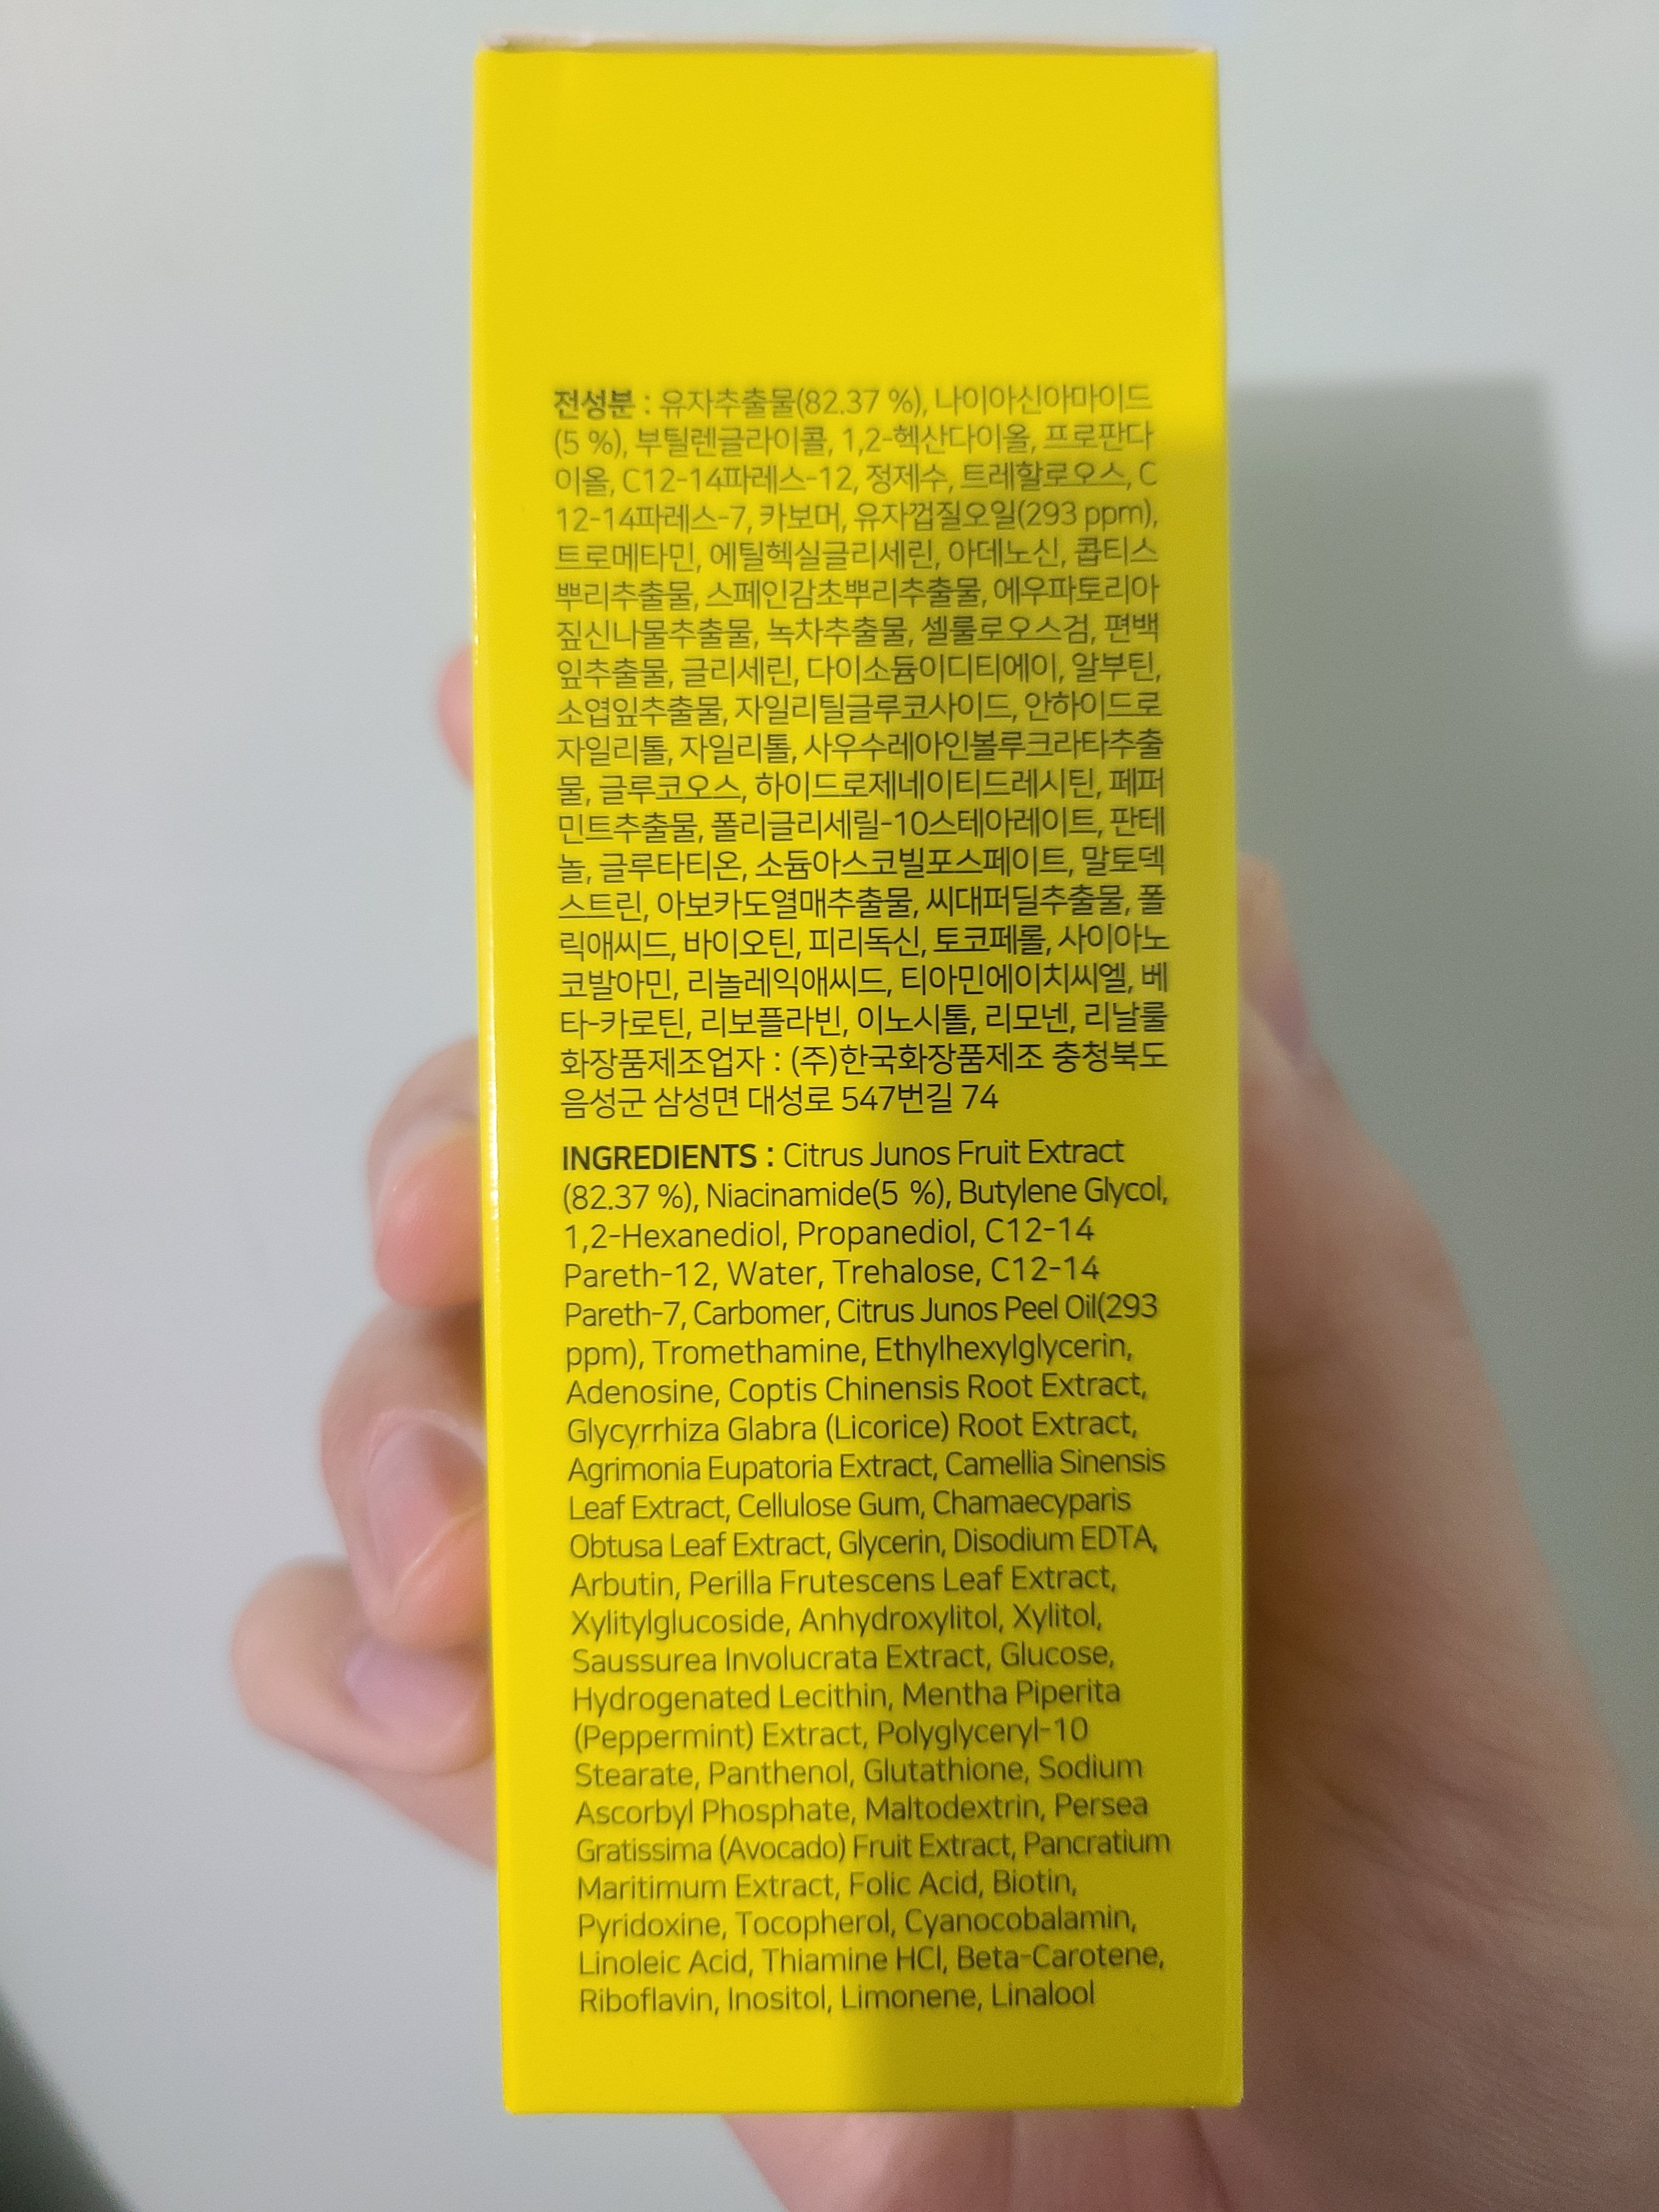 전성분 : 유자추출물(82.37 %), 나이아신아마이드
(5 %), 부틸렌글라이콜, 1,2-헥산다이올, 프로판다
이올, C12-14파레스-12, 정제수, 트레할로오스, C
12-14파레스-7, 카보머, 유자껍질오일(293 ppm),
트로메타민, 에틸헥실글리세린, 아데노신, 콥티스
뿌리추출물, 스페인감초뿌리추출물, 에우파토리아
짚신나물추출물, 녹차추출물, 셀룰로오스검, 편백
잎추출물, 글리세린, 다이소듐이디티에이, 알부틴,
소엽잎추출물, 자일리틸글루코사이드, 안하이드로
자일리톨, 자일리톨, 사우수레아인볼루크라타추출
물, 글루코오스, 하이드로제네이티드레시틴, 페퍼
민트추출물, 폴리글리세릴-10스테아레이트, 판테
놀, 글루타티온, 소듐아스코빌포스페이트, 말토덱
스트린, 아보카도열매추출물, 씨대퍼딜추출물, 폴
릭애씨드, 바이오틴, 피리독신, 토코페롤, 사이아노
코발아민, 리놀레익애씨드, 티아민에이치씨엘, 베
타-카로틴, 리보플라빈, 이노시톨, 리모넨, 리날룰
화장품제조업자 : (주)한국화장품제조 충청북도
음성군 삼성면 대성로 547번길 74
INGREDIENTS : Citrus Junos Fruit Extract
(82.37 %), Niacinamide(5 %), Butylene Glycol,
1,2-Hexanediol, Propanediol, C12-14
Pareth-12, Water, Trehalose, C12-14
Pareth-7, Carbomer, Citrus Junos Peel Oil(293
ppm), Tromethamine, Ethylhexylglycerin,
Adenosine, Coptis Chinensis Root Extract,
Glycyrrhiza Glabra (Licorice) Root Extract,
Agrimonia Eupatoria Extract, Camellia Sinensis
Leaf Extract, Cellulose Gum, Chamaecyparis
Obtusa Leaf Extract, Glycerin, Disodium EDTA,
Arbutin, Perilla Frutescens Leaf Extract,
Xylitylglucoside, Anhydroxylitol, Xylitol,
Saussurea Involucrata Extract, Glucose,
Hydrogenated Lecithin, Mentha Piperita
(Peppermint) Extract, Polyglyceryl-10
Stearate, Panthenol, Glutathione, Sodium
Ascorbyl Phosphate, Maltodextrin, Persea
Gratissima (Avocado) Fruit Extract, Pancratium
Maritimum Extract, Folic Acid, Biotin,
Pyridoxine, Tocopherol, Cyanocobalamin,
Linoleic Acid, Thiamine HCl, Beta-Carotene,
Riboflavin, Inositol, Limonene, Linalool